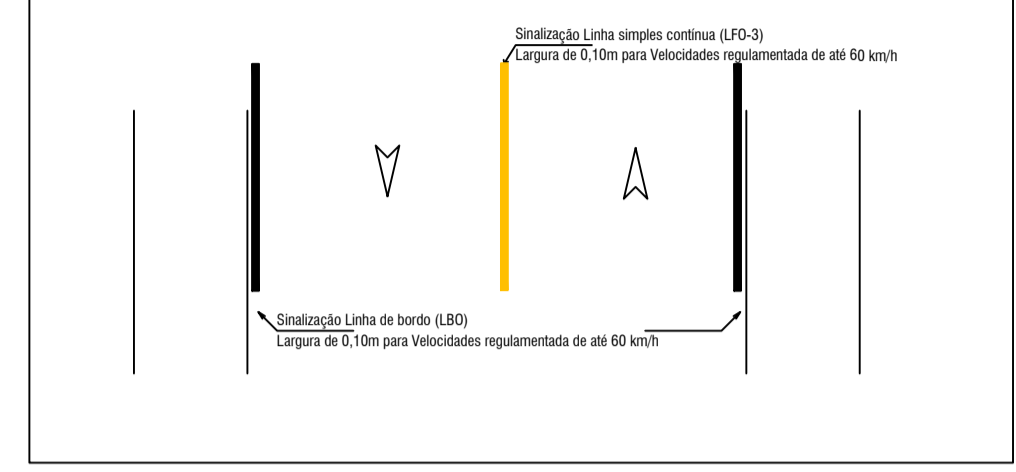 Sinalização Linha simples contínua (LFO-3)
Largura de 0,10m para Velocidades regulamentada de até 60 km/h
Sinalização Linha de bordo (LBO)
Largura de 0,10m para Velocidades regulamentada de até 60 km/h